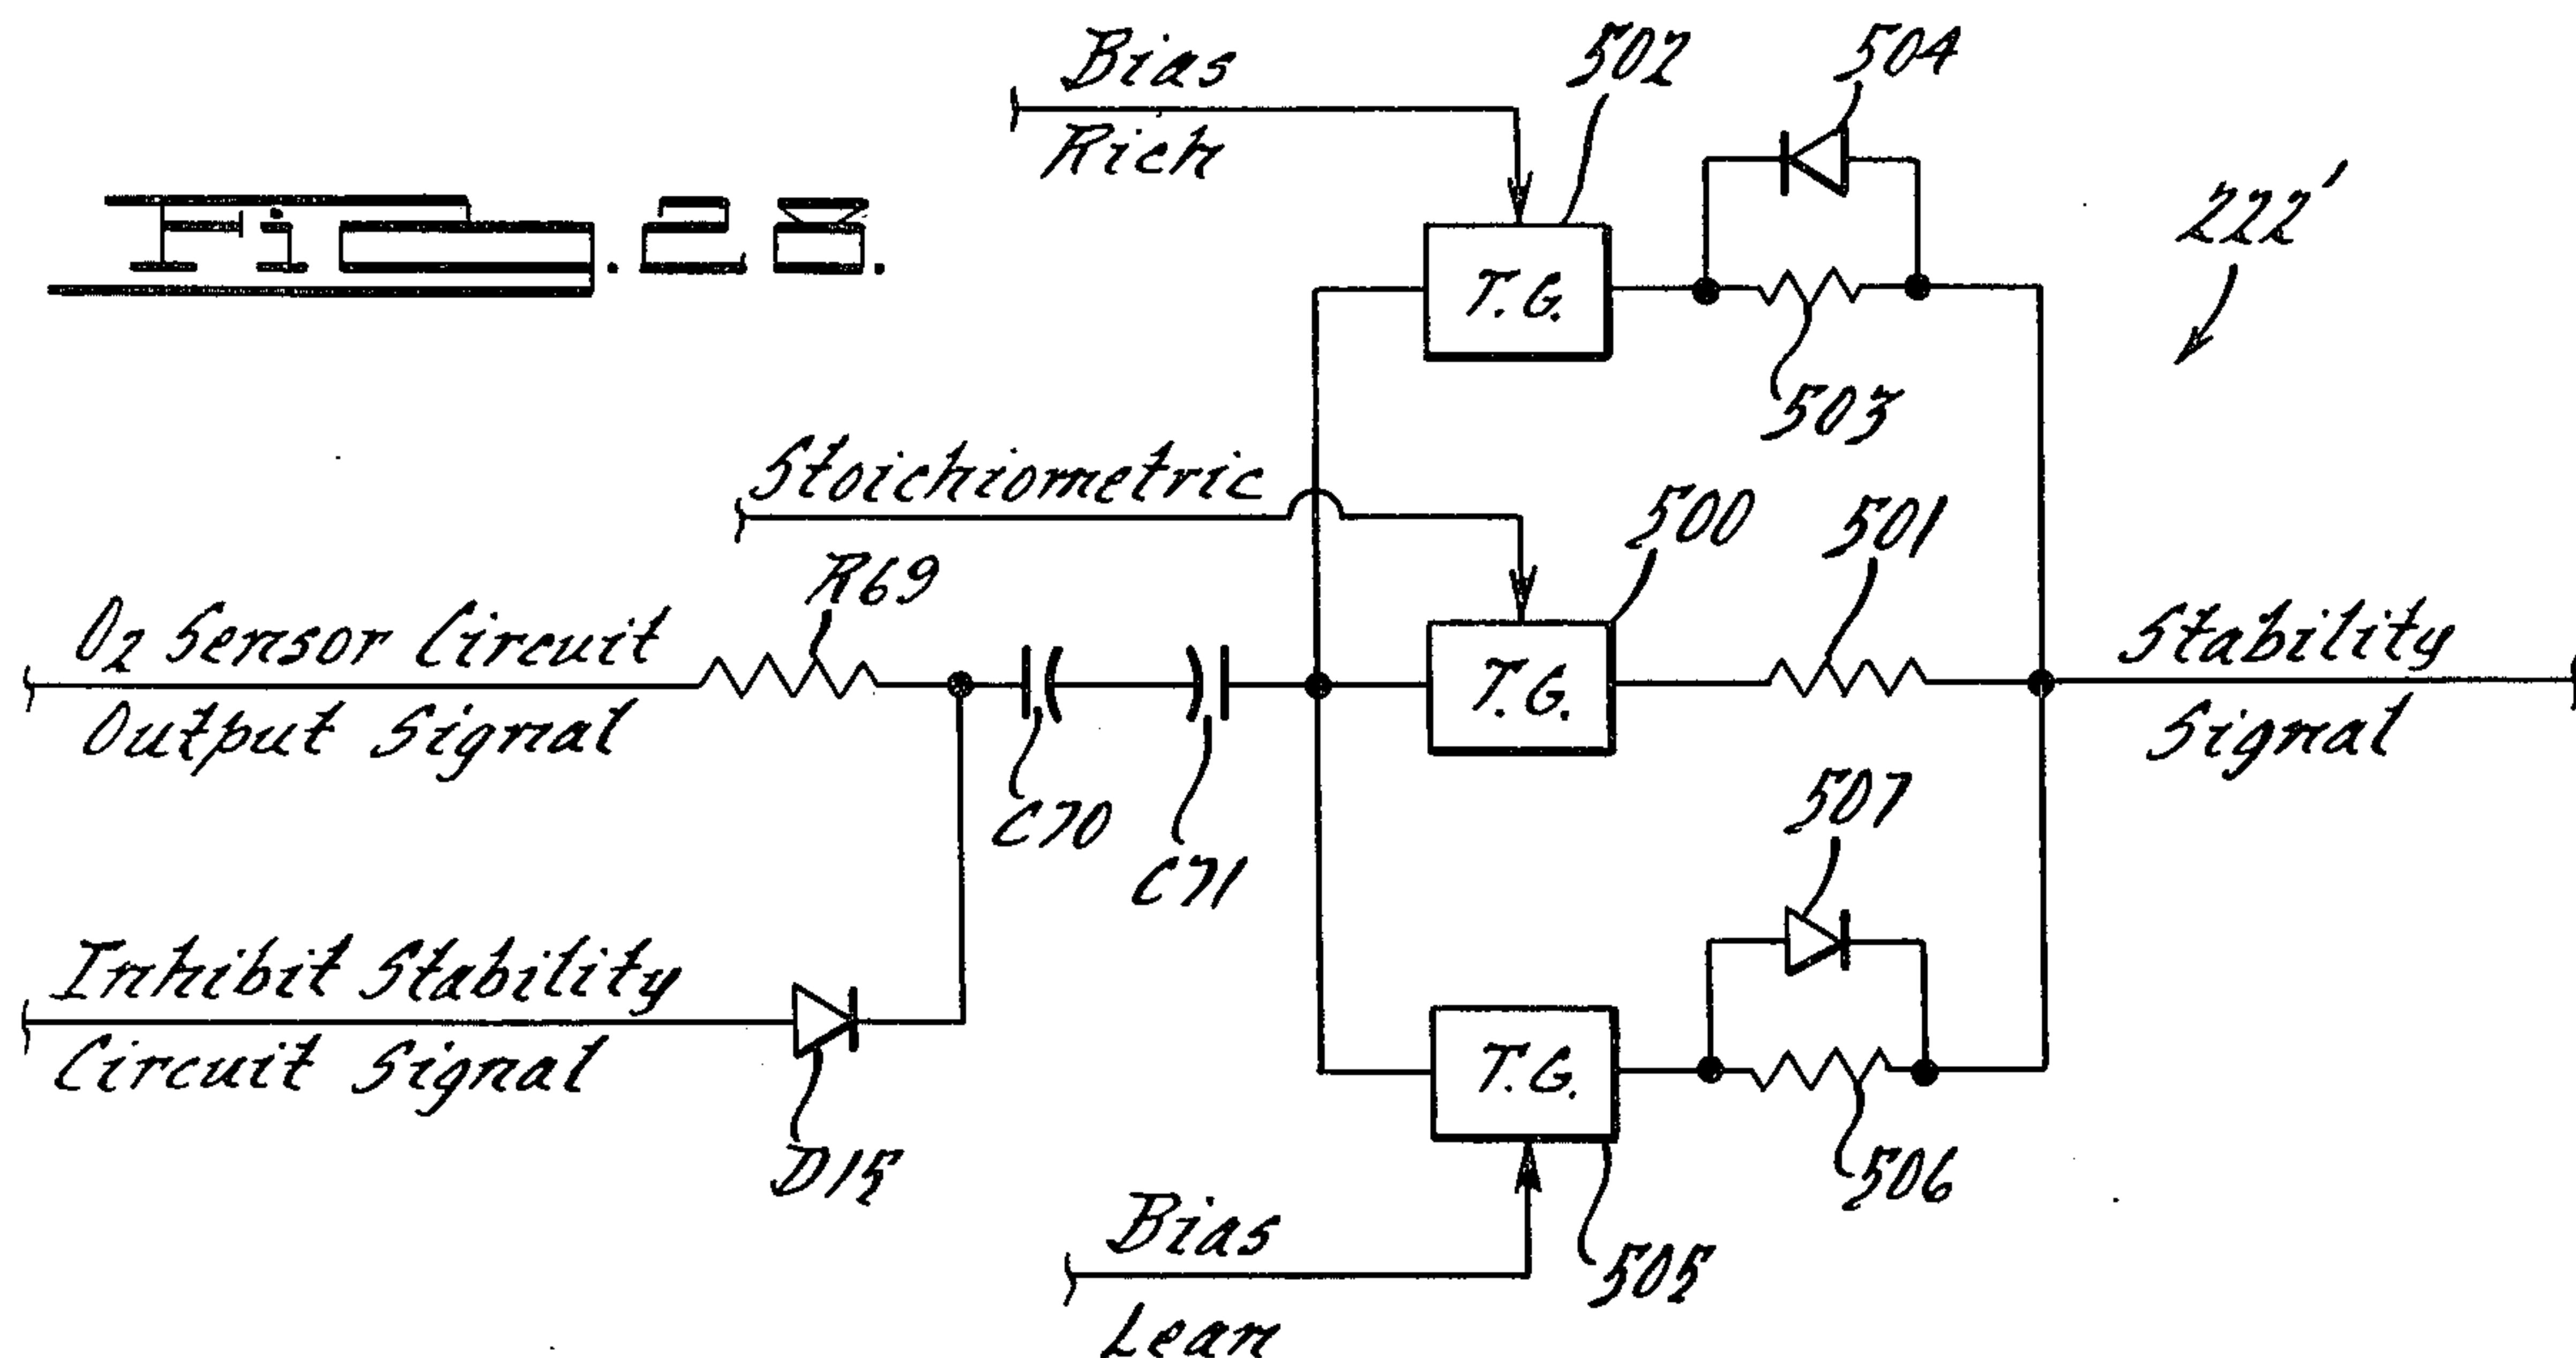 Fig. 28.
Bias
Rich
502
504
222'
T.G.
503
Stoichiometric
500
501
R69
O2 Sensor Circuit
Output Signal
T.G.
Stability
Signal
C70
C71
507
Inhibit Stability
Circuit Signal
D15
T.G.
506
Bias
Lean
505